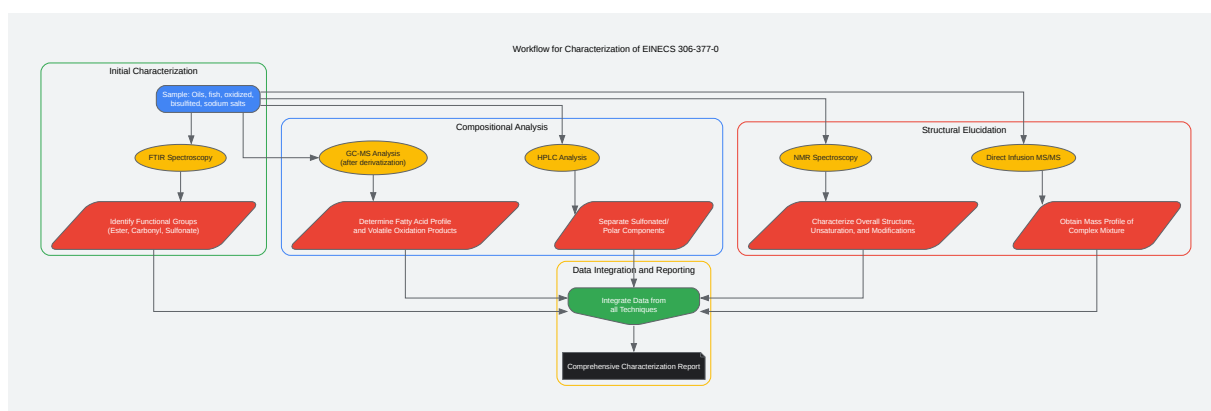 Workflow for Characterization of EINECS 306-377-0
Initial Characterization
Sample: Oils, fish, oxidized,
bisulfited, sodium salts
Compositional Analysis
Structural Elucidation
FTIR Spectroscopy
GC-MS Analysis
(after derivatization)
HPLC Analysis
NMR Spectroscopy
Direct Infusion MS/MS
Identify Functional Groups
(Ester, Carbonyl, Sulfonate)
Determine Fatty Acid Profile
and Volatile Oxidation Products
Separate Sulfonated/
Polar Components
Characterize Overall Structure,
Unsaturation, and Modifications
Obtain Mass Profile of
Complex Mixture
Data Integration and Reporting
Integrate Data from
all Techniques
Comprehensive Characterization Report